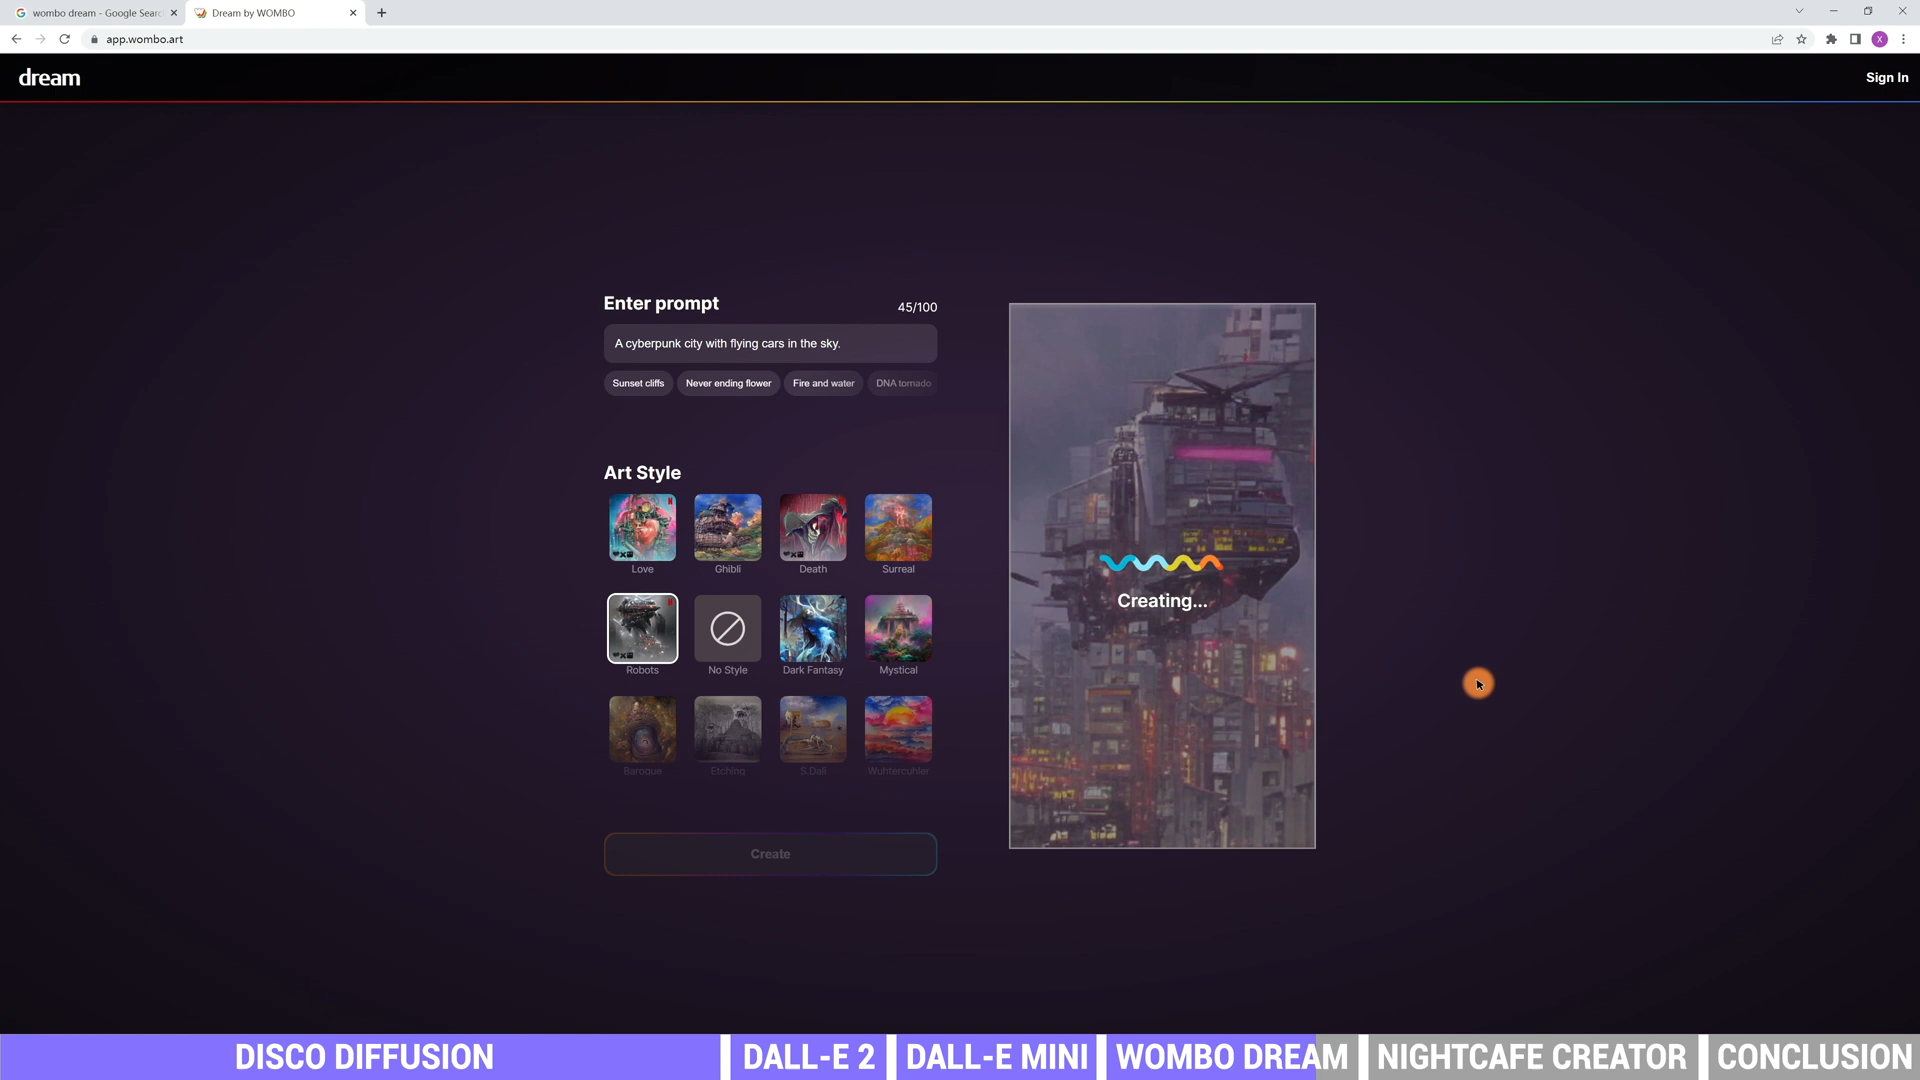 wombo dream - Google Searc
Dream by WOMBO
app.wombo.art
X
dream
Sign In
Enter prompt
45/100
A cyberpunk city with flying cars in the sky.
Sunset cliffs
Never ending flower
Fire and water
DNA tornado
Art Style
Love
Ghibli
Death
Surreal
Robots
No Style
Dark Fantasy
Mystical
Baroque
Etching
S.Dali
Wuhtercuhler
Create
Creating...
DISCO DIFFUSION
DALL-E 2
DALL-E MINI
WOMBO DREAM
NIGHTCAFE CREATOR
CONCLUSION